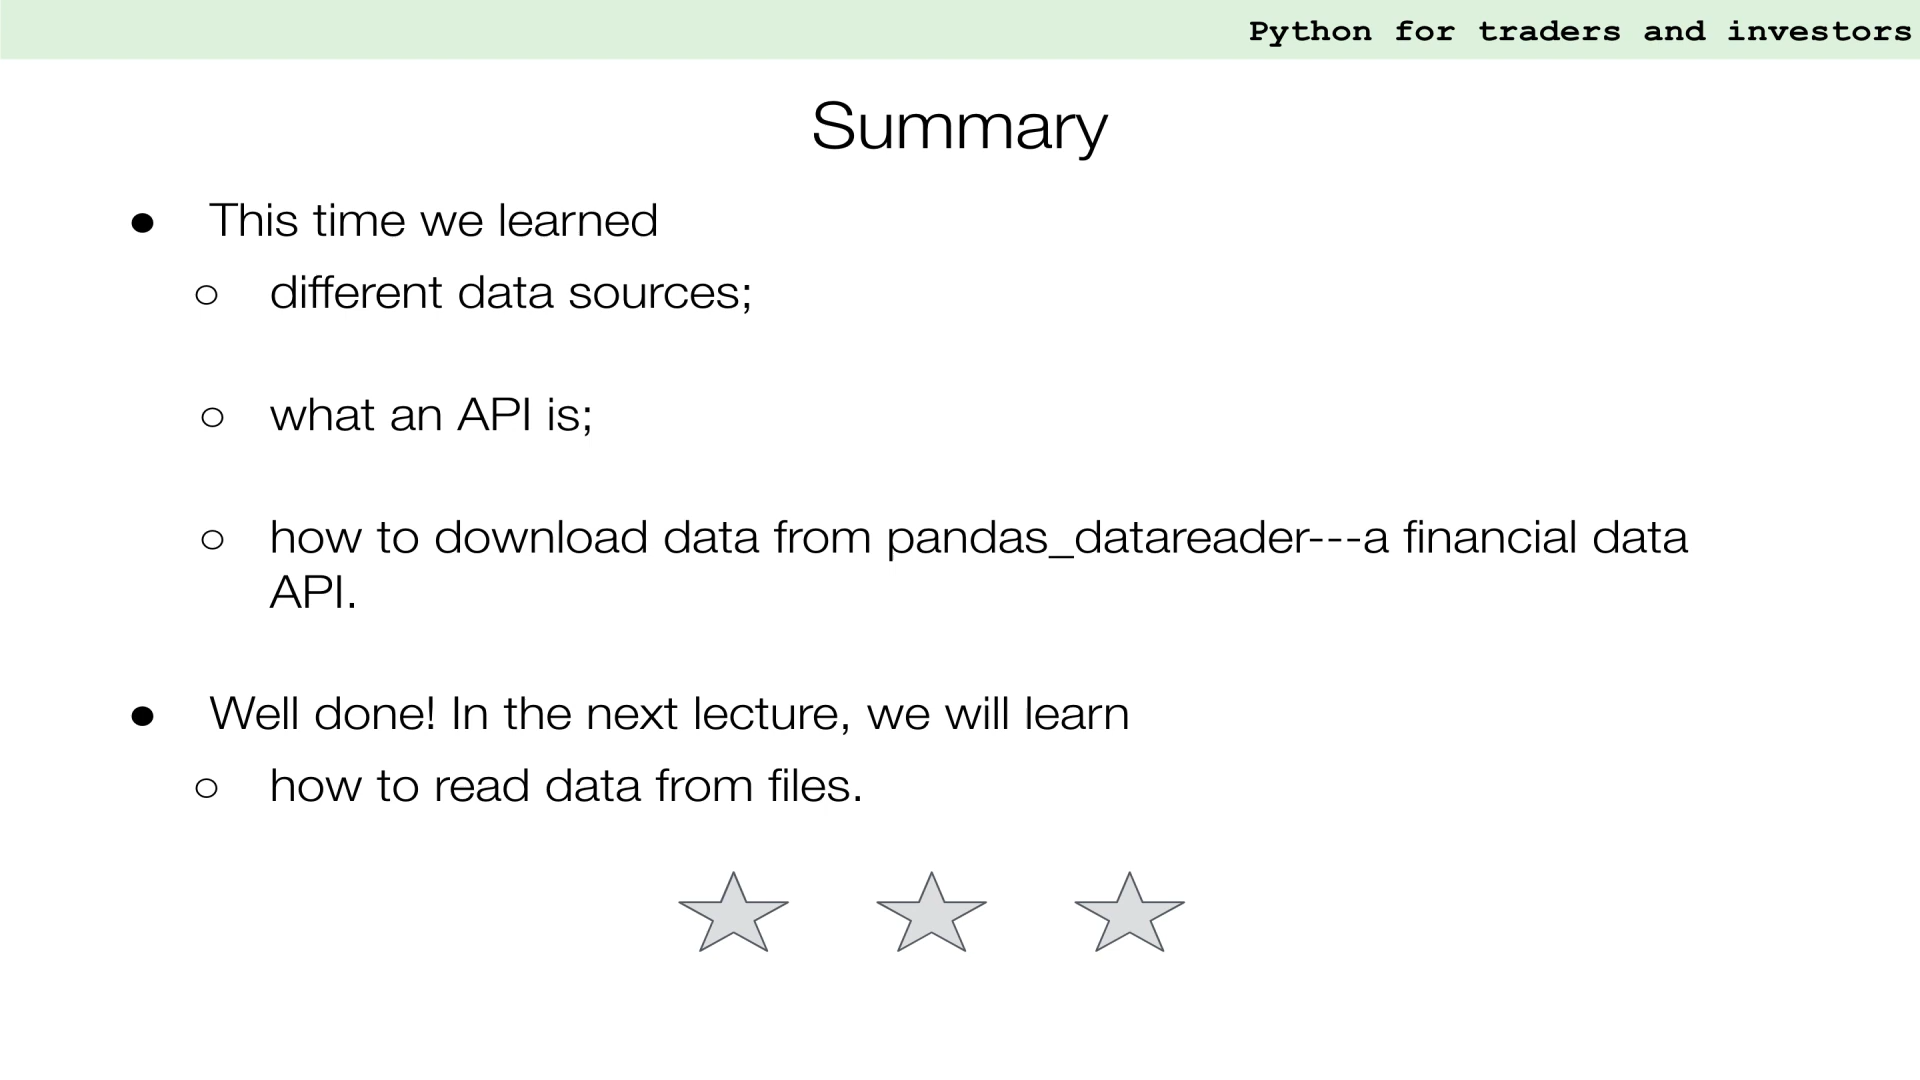 Python for traders and investors
Summary
● This time we learned
○ different data sources;
○ what an API is;
○ how to download data from pandas_datareader---a financial data
API.
● Well done! In the next lecture, we will learn
○ how to read data from files.